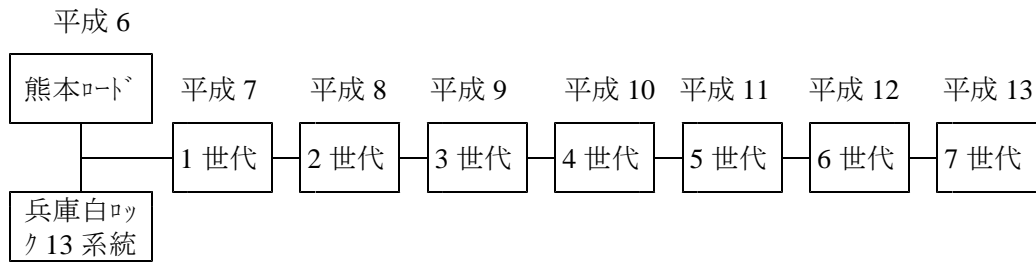 平成 6
熊本ﾛｰﾄﾞ
平成 7
平成 8
平成 9
平成 10
平成 11
平成 12
平成 13
1 世代
2 世代
3 世代
4 世代
5 世代
6 世代
7 世代
兵庫白ﾛｯ
ｸ 13 系統